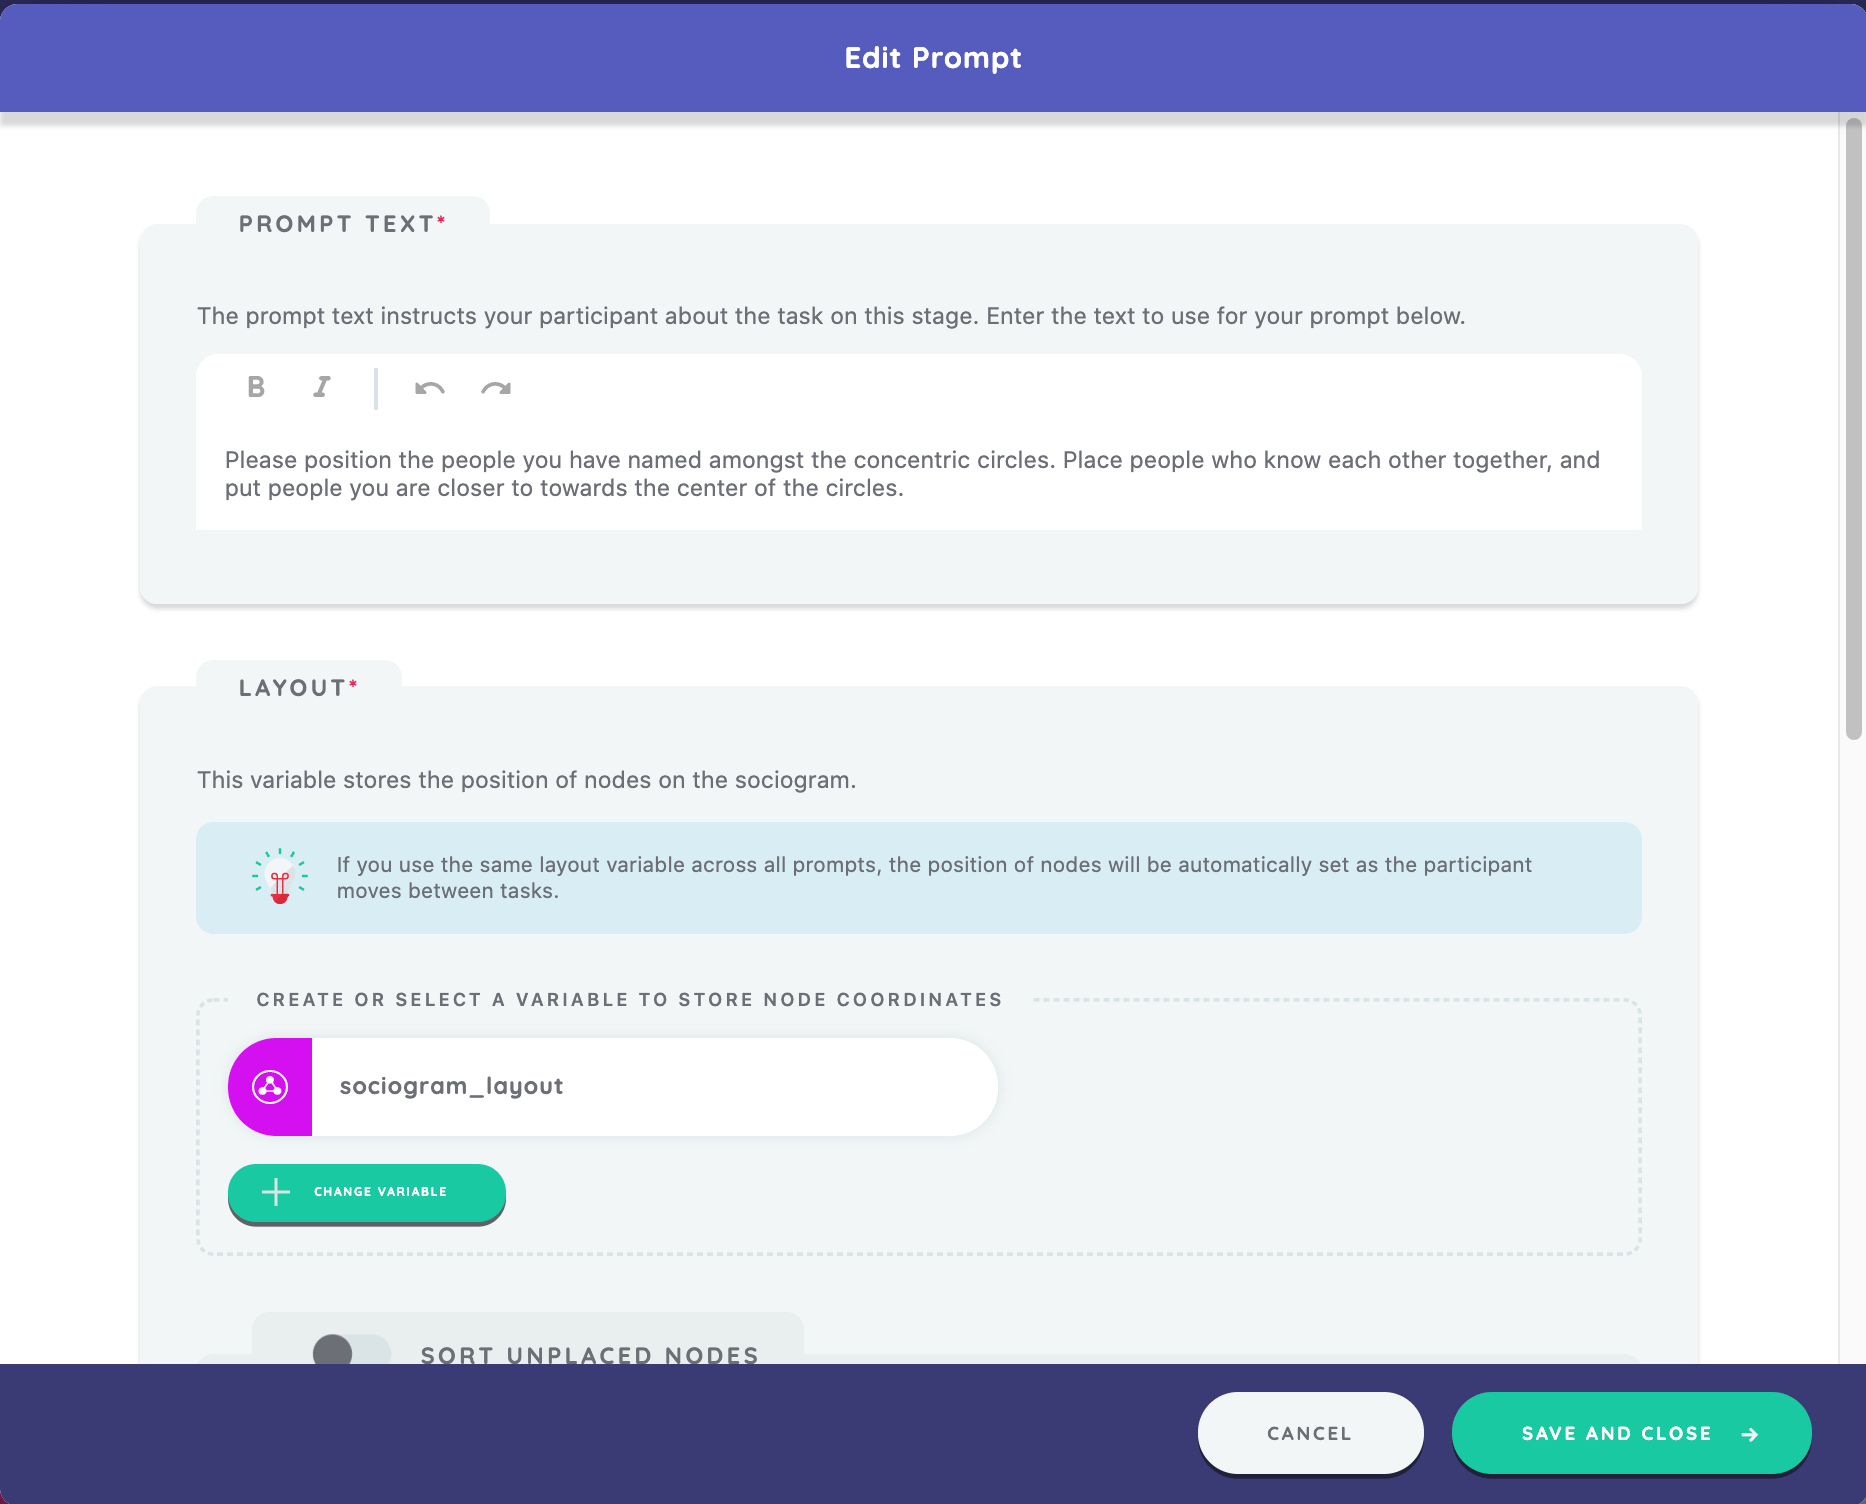 Edit Prompt
PROMPT TEXT*
The prompt text instructs your participant about the task on this stage. Enter the text to use for your prompt below.
B I
Please position the people you have named amongst the concentric circles. Place people who know each other together, and
put people you are closer to towards the center of the circles.
LAYOUT*
This variable stores the position of nodes on the sociogram.
If you use the same layout variable across all prompts, the position of nodes will be automatically set as the participant
moves between tasks.
CREATE OR SELECT A VARIABLE TO STORE NODE COORDINATES
sociogram_layout
CHANGE VARIABLE
SORT UNPLACED NODES
CANCEL
SAVE AND CLOSE